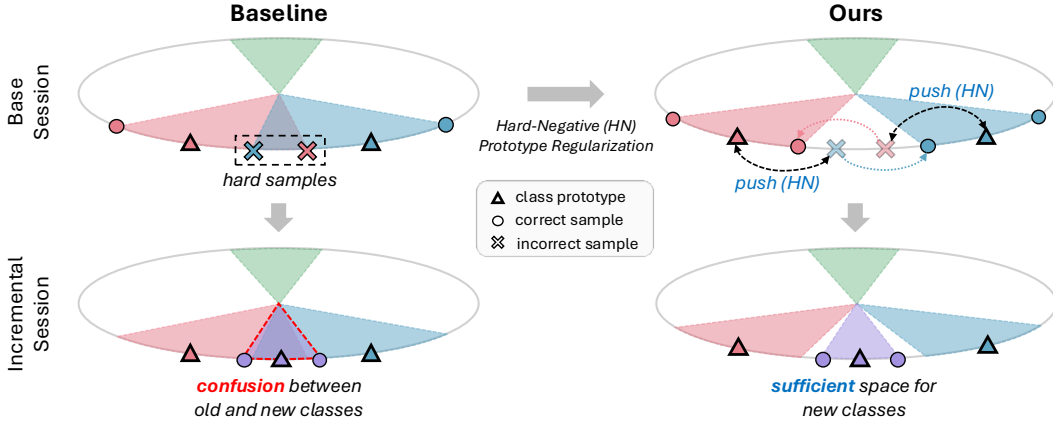 Baseline
Ours
Base
Session
hard samples
Hard-Negative (HN)
Prototype Regularization
push (HN)
push (HN)
class prototype
correct sample
incorrect sample
Incremental
Session
confusion between
old and new classes
sufficient space for
new classes